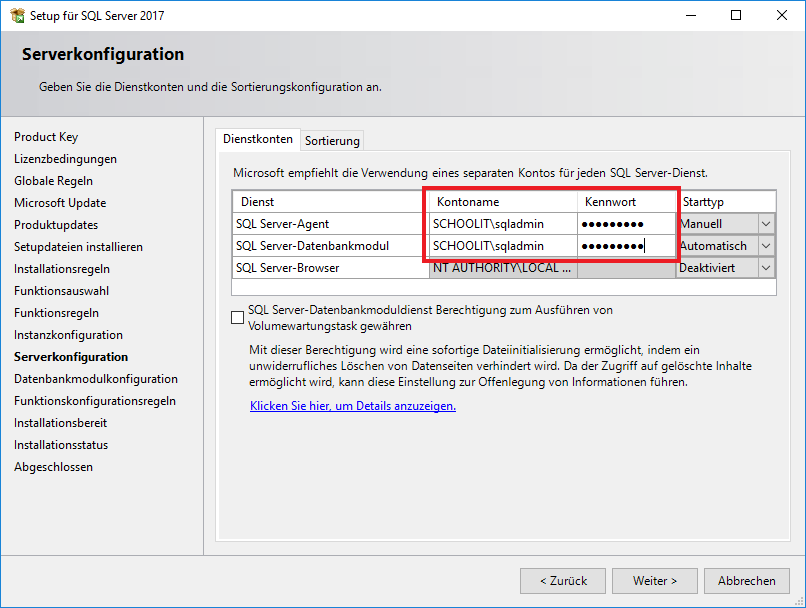 Setup für SQL Server 2017
Serverkonfiguration
Geben Sie die Dienstkonten und die Sortierungskonfiguration an.
Product Key
Lizenzbedingungen
Globale Regeln
Microsoft Update
Produktupdates
Setupdateien installieren
Installationsregeln
Funktionsauswahl
Funktionsregeln
Instanzkonfiguration
Serverkonfiguration
Datenbankmodulkonfiguration
Funktionskonfigurationsregeln
Installationsbereit
Installationsstatus
Abgeschlossen
Dienstkonten Sortierung
Microsoft empfiehlt die Verwendung eines separaten Kontos für jeden SQL Server-Dienst.
Dienst Kontoname Kennwort Starttyp
SQL Server-Agent SCHOOLIT\sqladmin ●●●●●●●●● Manuell
SQL Server-Datenbankmodul SCHOOLIT\sqladmin ●●●●●●●●● Automatisch
SQL Server-Browser NT AUTHORITY\LOCAL ... Deaktiviert
SQL Server-Datenbankmoduldienst Berechtigung zum Ausführen von
Volumewartungstask gewähren
Mit dieser Berechtigung wird eine sofortige Dateiinitialisierung ermöglicht, indem ein
unwiderrufliches Löschen von Datenseiten verhindert wird. Da der Zugriff auf gelöschte Inhalte
ermöglicht wird, kann diese Einstellung zur Offenlegung von Informationen führen.
Klicken Sie hier, um Details anzuzeigen.
< Zurück Weiter > Abbrechen